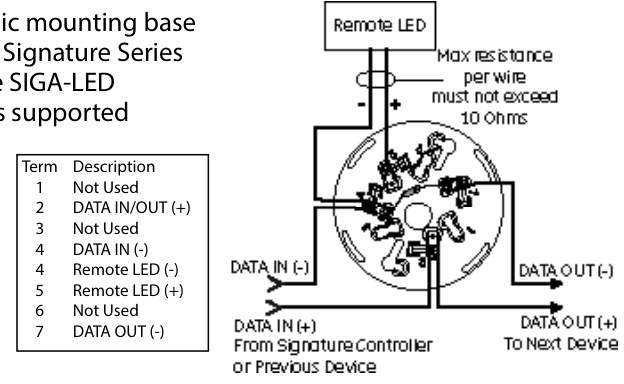 ic mounting base
Signature Series
e SIGA-LED
s supported
Term Description
1 Not Used
2 DATA IN/OUT (+)
3 Not Used
4 DATA IN (-)
4 Remote LED (-)
5 Remote LED (+)
6 Not Used
7 DATA OUT (-)
Remote LED
Max resistance
per wire
must not exceed
10 Ohms
- +
DATA IN (-)
DATA OUT (-)
DATA IN (+)
From Signature Controller
or Previous Device
DATA OUT (+)
To Next Device